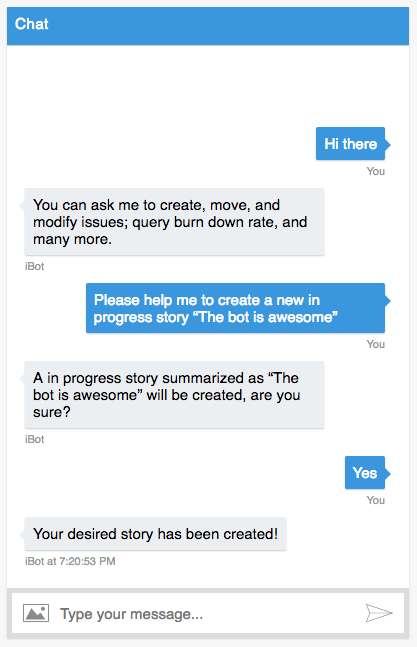 Chat
Hi there
You
You can ask me to create, move, and
modify issues; query burn down rate, and
many more.
iBot
Please help me to create a new in
progress story “The bot is awesome”
You
A in progress story summarized as “The
bot is awesome” will be created, are you
sure?
iBot
Yes
You
Your desired story has been created!
iBot at 7:20:53 PM
Type your message...